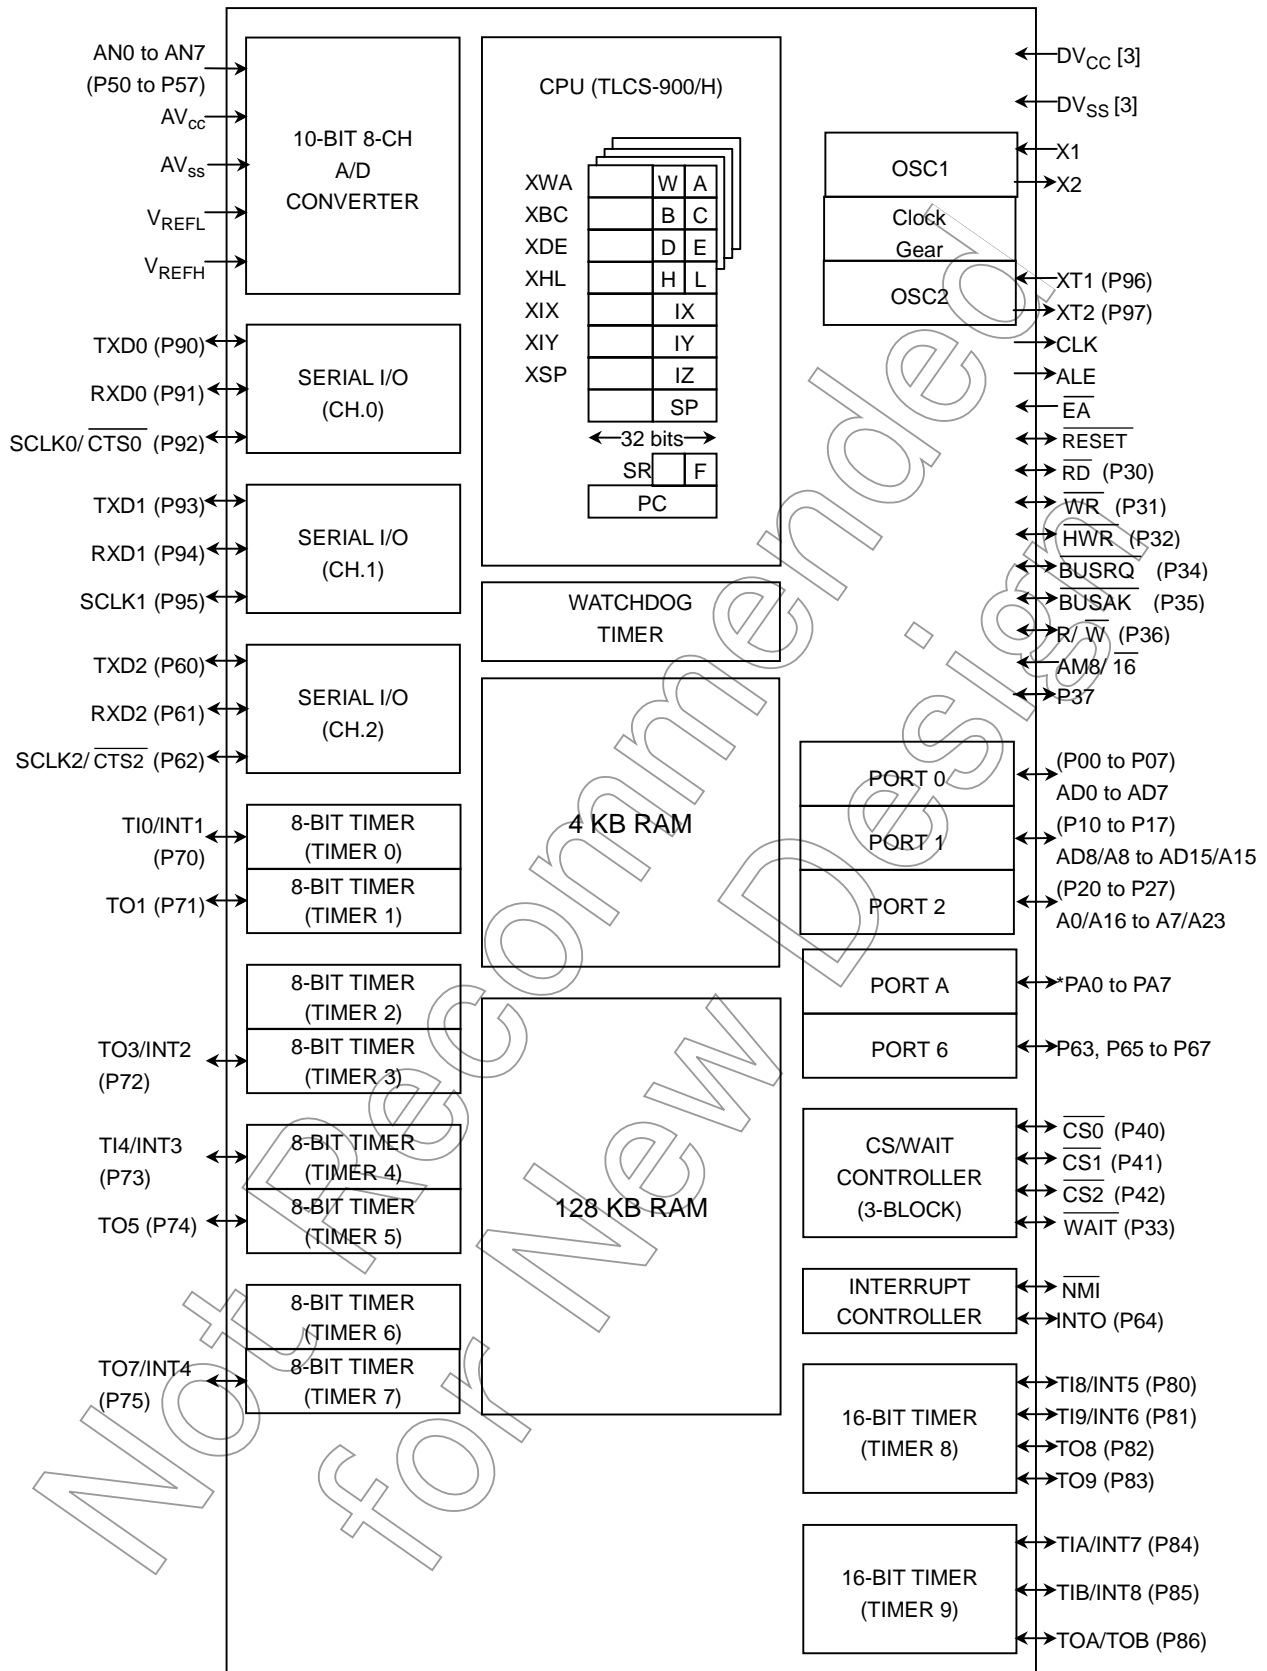 AN0 to AN7
(P50 to P57)
AVcc
AVss
VREFL
VREFH
10-BIT 8-CH
A/D
CONVERTER
TXD0 (P90)
RXD0 (P91)
SCLK0/ CTS0 (P92)
SERIAL I/O
(CH.0)
TXD1 (P93)
RXD1 (P94)
SCLK1 (P95)
SERIAL I/O
(CH.1)
TXD2 (P60)
RXD2 (P61)
SCLK2/ CTS2 (P62)
SERIAL I/O
(CH.2)
TI0/INT1
(P70)
8-BIT TIMER
(TIMER 0)
TO1 (P71)
8-BIT TIMER
(TIMER 1)
8-BIT TIMER
(TIMER 2)
TO3/INT2
(P72)
8-BIT TIMER
(TIMER 3)
TI4/INT3
(P73)
8-BIT TIMER
(TIMER 4)
TO5 (P74)
8-BIT TIMER
(TIMER 5)
8-BIT TIMER
(TIMER 6)
TO7/INT4
(P75)
8-BIT TIMER
(TIMER 7)
CPU (TLCS-900/H)
XWA W A
XBC B C
XDE D E
XHL H L
XIX IX
XIY IY
XSP IZ
SP
32 bits
SR F
PC
WATCHDOG
TIMER
4 KB RAM
128 KB RAM
DVCC [3]
DVSS [3]
OSC1
X1
X2
Clock
Gear
OSC2
XT1 (P96)
XT2 (P97)
CLK
ALE
EA
RESET
RD (P30)
WR (P31)
HWR (P32)
BUSRQ (P34)
BUSAK (P35)
R/ W (P36)
AM8/ 16
P37
PORT 0
(P00 to P07)
AD0 to AD7
PORT 1
(P10 to P17)
AD8/A8 to AD15/A15
PORT 2
(P20 to P27)
A0/A16 to A7/A23
PORT A
*PA0 to PA7
PORT 6
P63, P65 to P67
CS/WAIT
CONTROLLER
(3-BLOCK)
CS0 (P40)
CS1 (P41)
CS2 (P42)
WAIT (P33)
INTERRUPT
CONTROLLER
NMI
INTO (P64)
16-BIT TIMER
(TIMER 8)
TI8/INT5 (P80)
TI9/INT6 (P81)
TO8 (P82)
TO9 (P83)
16-BIT TIMER
(TIMER 9)
TIA/INT7 (P84)
TIB/INT8 (P85)
TOA/TOB (P86)
Not Recommended
for New Design